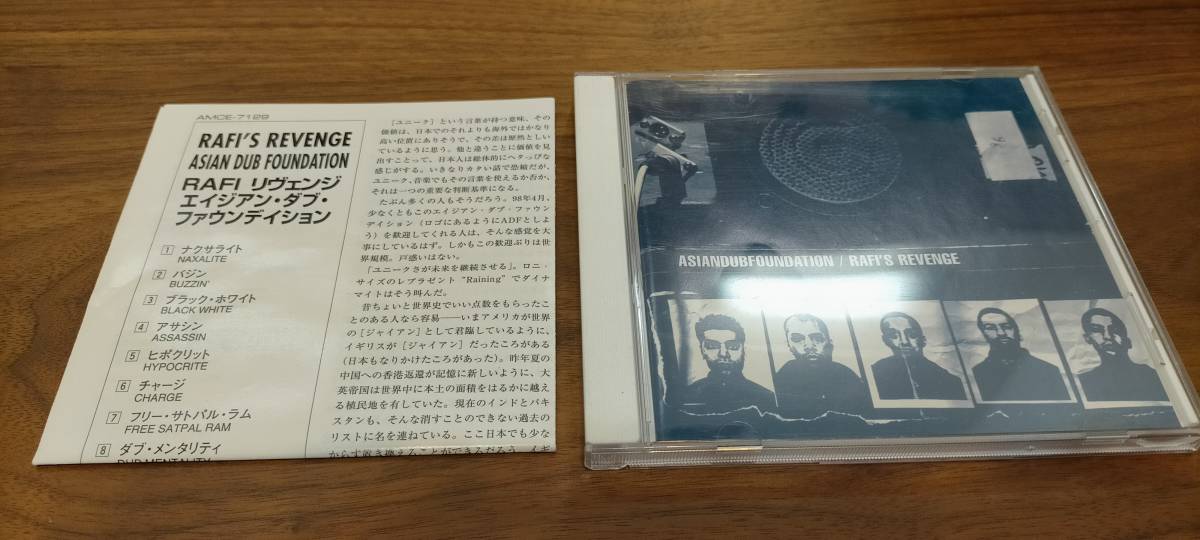 AMCE-7129
RAFI'S REVENGE
ASIAN DUB FOUNDATION
RAFI リヴェンジ
エイジアン・ダブ・
ファウンデイション
1 ナクサライト
NAXALITE
2 バジン
BUZZIN'
3 ブラック・ホワイト
BLACK WHITE
4 アサシン
ASSASSIN
5 ヒポクリット
HYPOCRITE
6 チャージ
CHARGE
7 フリー・サトパル・ラム
FREE SATPAL RAM
8 ダブ・メンタリティ
DUB MENTALITY
［ユニーク］という言葉が持つ意味、その
価値は、日本でのそれよりも海外ではかなり
高い位置にありそうで、その差は歴然としい
ているように思う。他と違うことに価値を見
出すことって、日本人は総体的にヘタっぴな
感じがする。いきなりカタい話で恐縮だが、
ユニーク、音楽でもその言葉を使えるか否か、
それは一つの重要な判断基準になる。
たぶん多くの人もそうだろう。98年4月、
少なくともこのエイジアン・ダブ・ファウン
デイション（ロゴにあるようにADFとしよ
う）を歓迎してくれる人は、そんな感覚を大
事にしているはず。しかもこの歓迎ぶりは世
界規模。戸惑いはない。
「ユニークさが未来を継続させる」。ロニ・
サイズのレプラゼント “Raining” でダイナ
マイトはそう叫んだ。
昔ちょいと世界史でいい点数をもらったこ
とのある人なら容易――いまアメリカが世界
の［ジャイアン］として君臨しているように、
イギリスが［ジャイアン］だったころがある
（日本もなりかけたころがあった）。昨年夏の
中国への香港返還が記憶に新しいように、大
英帝国は世界中に本土の面積をはるかに越え
る植民地を有していた。現在のインドとパキ
スタンも、そんな消すことのできない過去の
リストに名を連ねている。ここ日本でも少な
からず置き換えることができるだろう。イギ
ASIANDUBFOUNDATION / RAFI'S REVENGE